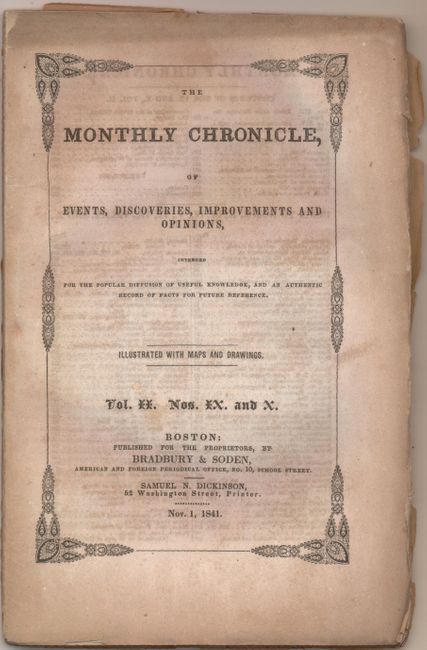 THE
MONTHLY CHRONICLE,
OF
EVENTS, DISCOVERIES, IMPROVEMENTS AND
OPINIONS,
INTENDED
FOR THE POPULAR DIFFUSION OF USEFUL KNOWLEDGE, AND AN AUTHENTIC
RECORD OF FACTS FOR FUTURE REFERENCE.
ILLUSTRATED WITH MAPS AND DRAWINGS.
Vol. II. Nos. IX. and X.
BOSTON:
PUBLISHED FOR THE PROPRIETORS, BY
BRADBURY & SODEN,
AMERICAN AND FOREIGN PERIODICAL OFFICE, NO. 10, SCHOOL STREET.
SAMUEL N. DICKINSON,
52 Washington Street, Printer.
Nov. 1, 1841.